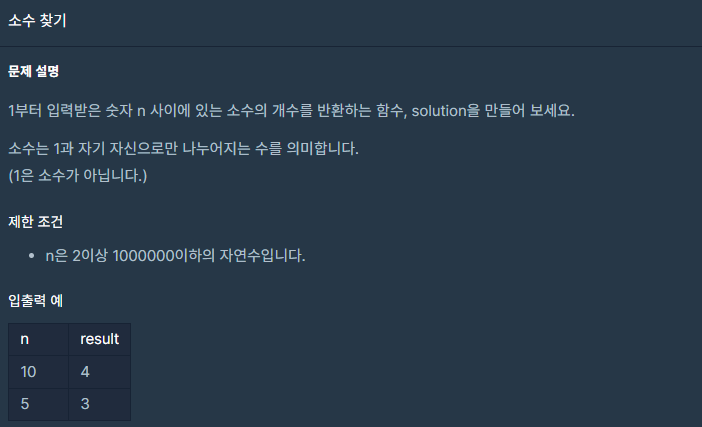 소수 찾기
문제 설명
1부터 입력받은 숫자 n 사이에 있는 소수의 개수를 반환하는 함수, solution을 만들어 보세요.
소수는 1과 자기 자신으로만 나누어지는 수를 의미합니다.
(1은 소수가 아닙니다.)
제한 조건
• n은 2이상 1000000이하의 자연수입니다.
입출력 예
n result
10 4
5 3